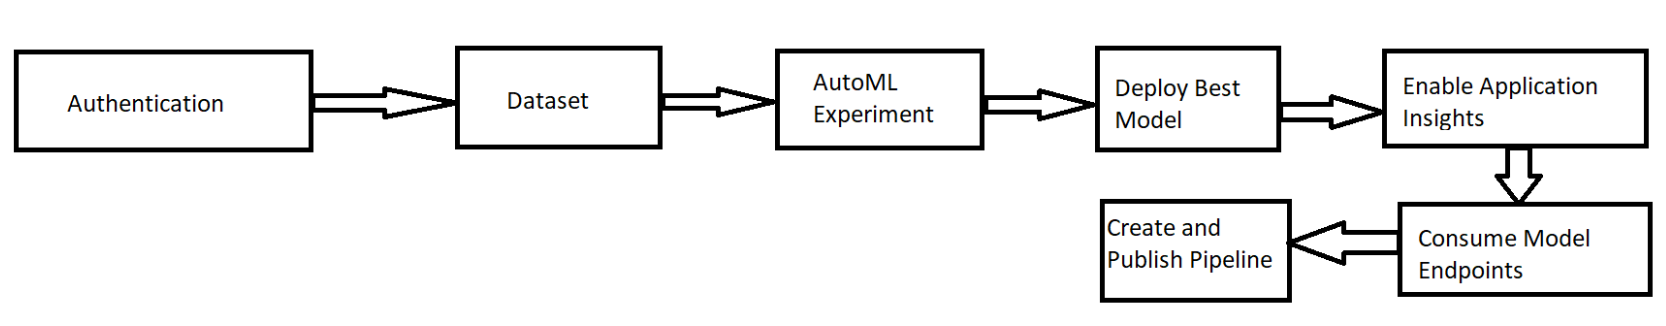 Authentication
Dataset
AutoML
Experiment
Deploy Best
Model
Enable Application
Insights
Consume Model
Endpoints
Create and
Publish Pipeline